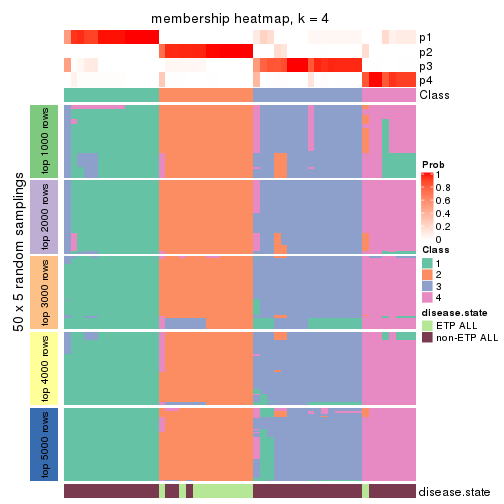 membership heatmap, k = 4
p1
p2
p3
p4
Class
50 x 5 random samplings
top 1000 rows
top 2000 rows
top 3000 rows
top 4000 rows
top 5000 rows
Prob
1
0.8
0.6
0.4
0.2
0
Class
1
2
3
4
disease.state
ETP ALL
non-ETP ALL
disease.state